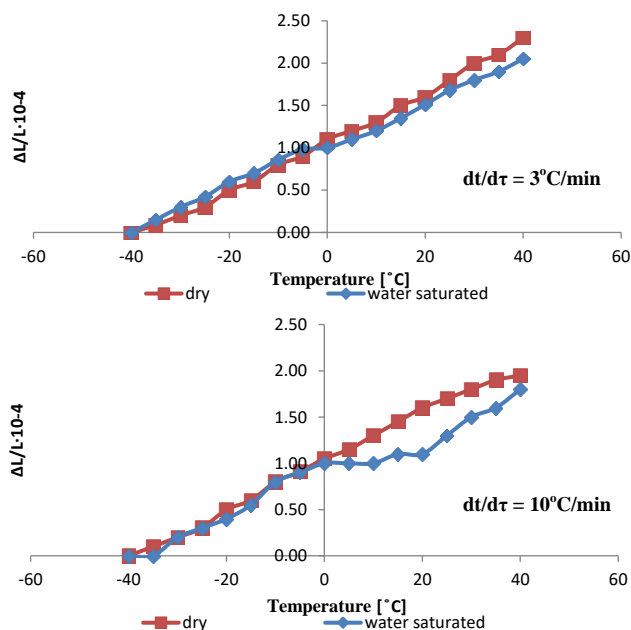 ΔL/L·10-4
2.00
1.50
1.00
0.50
0.00
dt/dτ = 3°C/min
-60
-40
-20
0
20
40
60
Temperature [˚C]
dry
water saturated
ΔL/L·10-4
2.50
2.00
1.50
1.00
0.50
0.00
dt/dτ = 10°C/min
-60
-40
-20
0
20
40
60
Temperature [˚C]
dry
water saturated